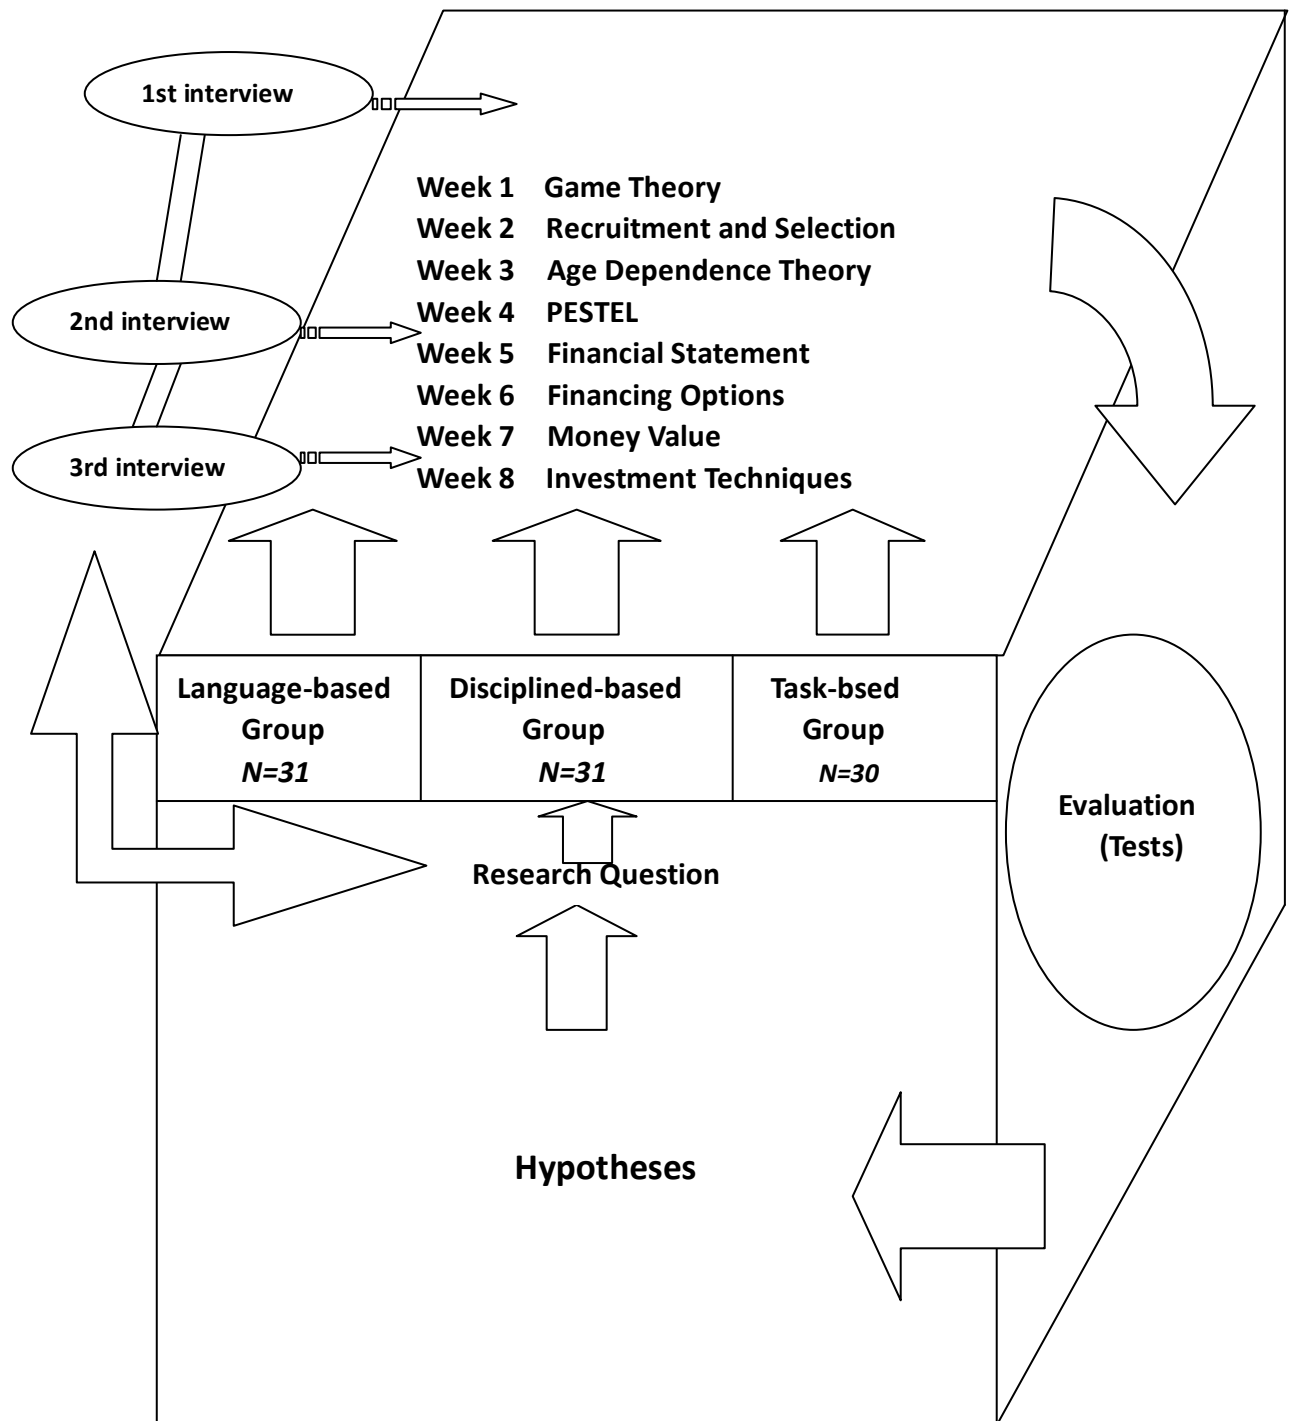 1st interview
Week 1 Game Theory
Week 2 Recruitment and Selection
Week 3 Age Dependence Theory
2nd interview
Week 4 PESTEL
Week 5 Financial Statement
Week 6 Financing Options
Week 7 Money Value
3rd interview
Week 8 Investment Techniques
Language-based
Group
N=31
Disciplined-based
Group
N=31
Task-bsed
Group
N=30
Evaluation
(Tests)
Research Question
Hypotheses